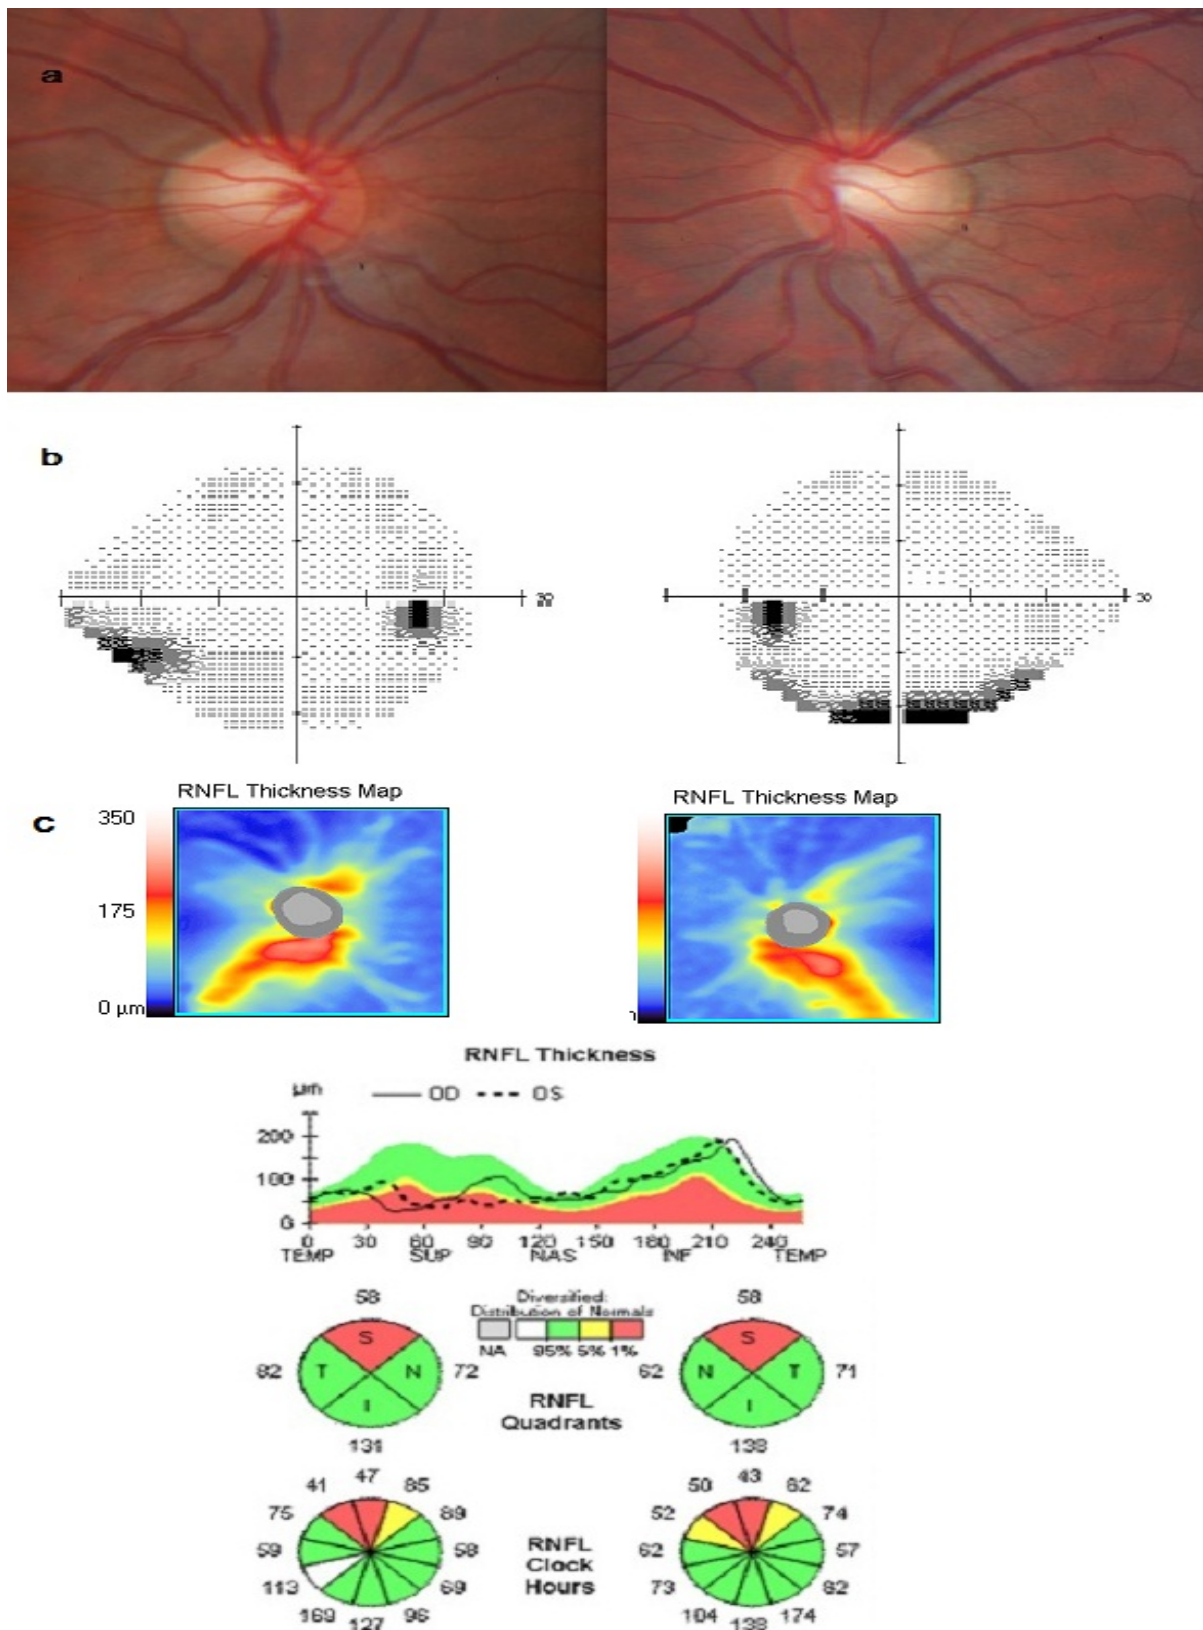 a
b
30
30
RNFL Thickness Map
RNFL Thickness Map
c
350
175
0 µm
RNFL Thickness
µm
OD
OS
200
100
0
0 30 60 90 120 150 180 210 240
TEMP SUP NAS INF TEMP
58
S
82 T N 72
I
131
Diversified:
Distribution of Normals
NA 95% 5% 1%
RNFL
Quadrants
58
S
62 N T 71
I
138
41 47 85
75 89
59 58
113 69
169 127 96
RNFL
Clock
Hours
50 43 62
52 74
62 57
73 82
104 138 174